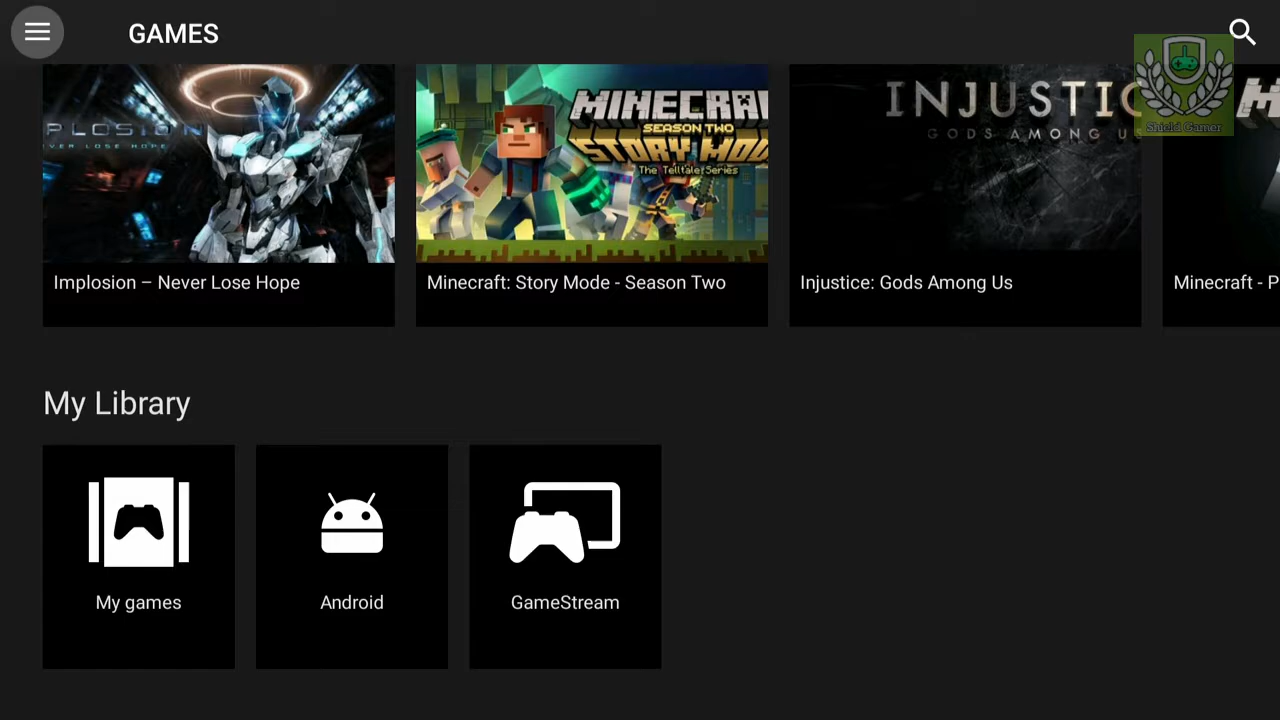 GAMES
PLOSION
VER LOSE HOPE
MINECRA
SEASON TWO
STORY MOD
The Telltale Series
INJUSTIC
GODS AMONG U
M
Shield Gamer
Implosion – Never Lose Hope
Minecraft: Story Mode - Season Two
Injustice: Gods Among Us
Minecraft - P
My Library
My games
Android
GameStream